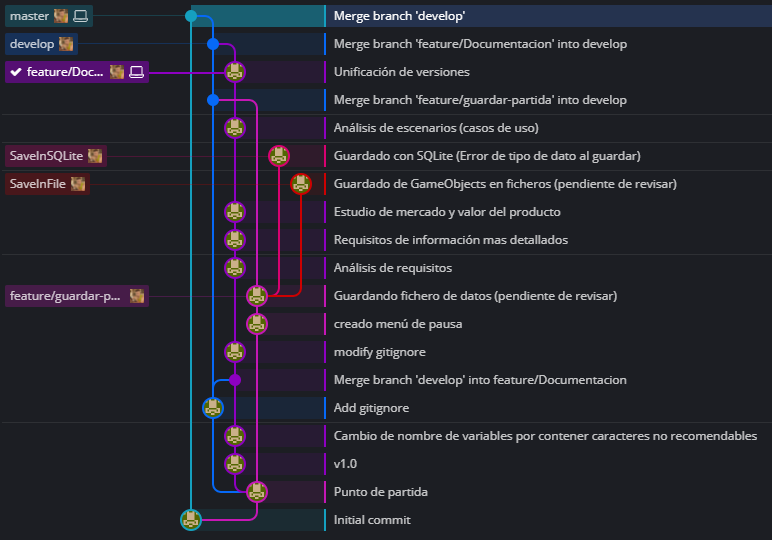 master Merge branch 'develop'
develop Merge branch 'feature/Documentacion' into develop
feature/Doc... Unificación de versiones
Merge branch 'feature/guardar-partida' into develop
Análisis de escenarios (casos de uso)
SaveInSQLite Guardado con SQLite (Error de tipo de dato al guardar)
SaveInFile Guardado de GameObjects en ficheros (pendiente de revisar)
Estudio de mercado y valor del producto
Requisitos de información mas detallados
Análisis de requisitos
feature/guardar-p... Guardando fichero de datos (pendiente de revisar)
creado menú de pausa
modify gitignore
Merge branch 'develop' into feature/Documentacion
Add gitignore
Cambio de nombre de variables por contener caracteres no recomendables
v1.0
Punto de partida
Initial commit